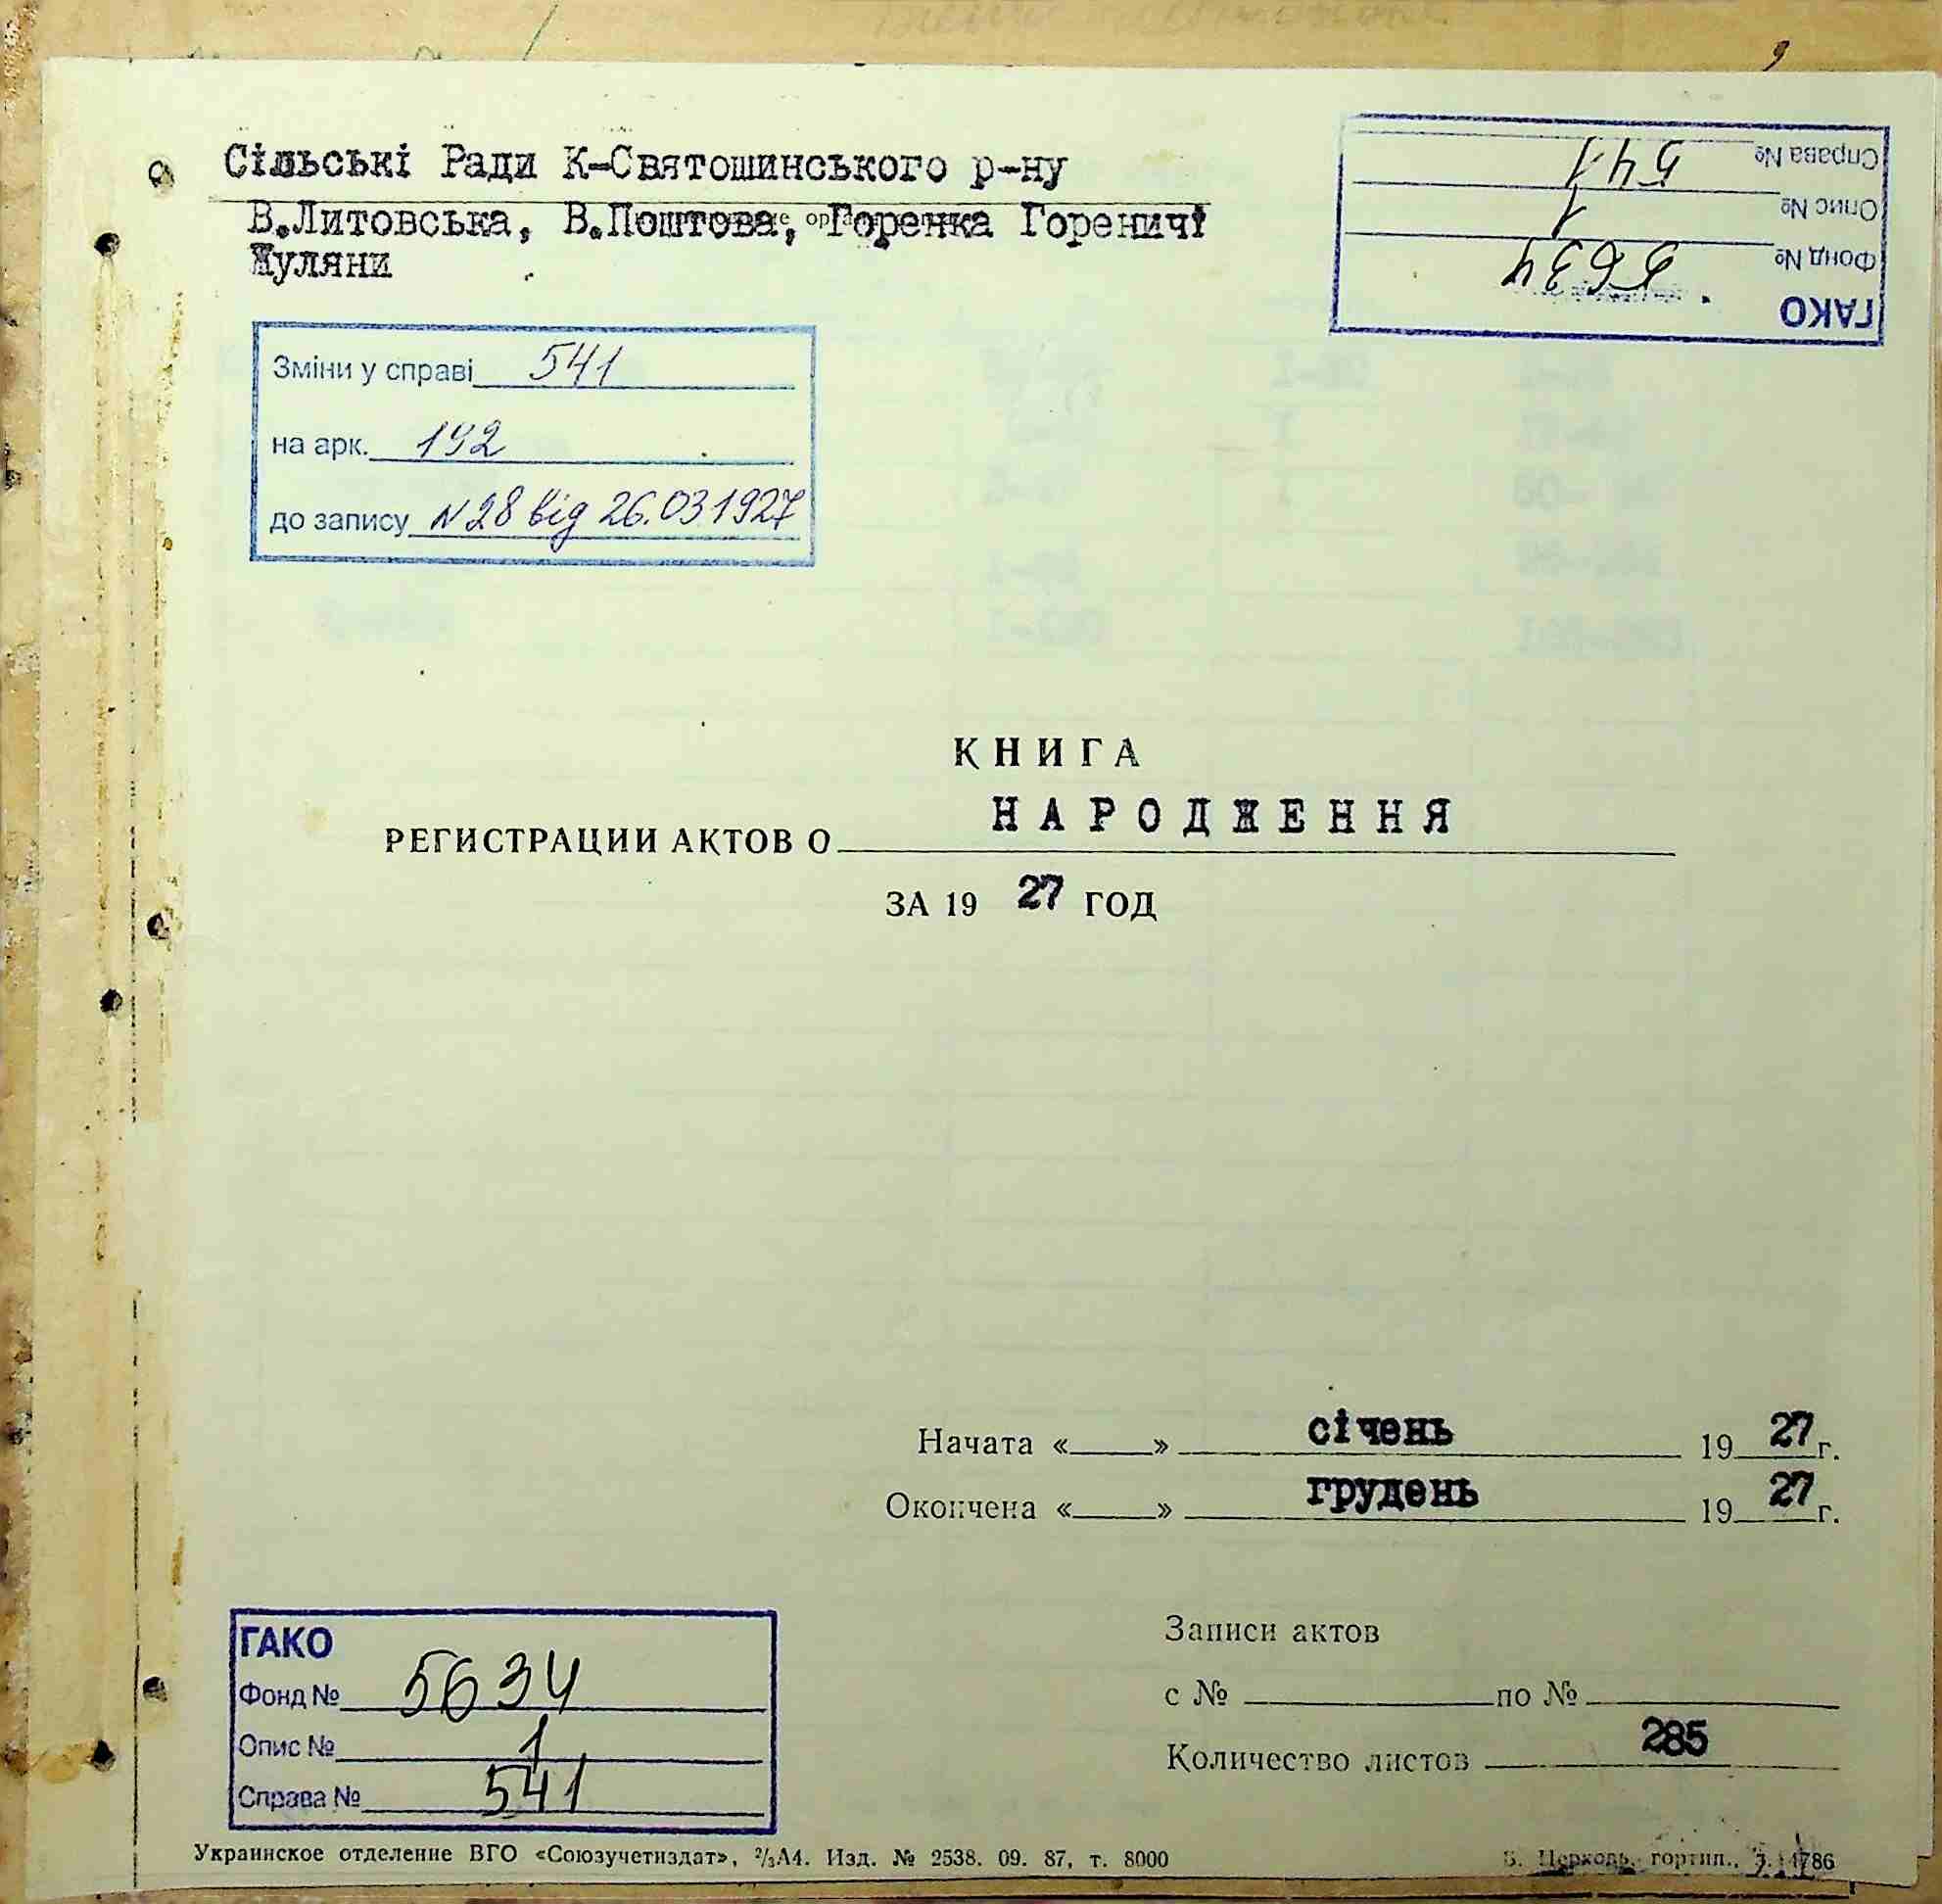 Сільські Ради К-Святошинського р-ну
В.Литовська, В.Поштова, Горенка Гореничі
Жуляни
ГАКО
Фонд № 5634
Опис № 1
Справа № 541
Зміни у справі 541
на арк. 192
до запису N 28 від 26.03 1927
КНИГА
РЕГИСТРАЦИИ АКТОВ О НАРОДЖЕННЯ
ЗА 19 27 ГОД
Начата «   » січень 19 27 г.
Окончена «   » грудень 19 27 г.
Записи актов
с № по №
Количество листов 285
ГАКО
Фонд № 5634
Опис № 1
Справа № 541
Украинское отделение ВГО «Союзучетиздат», ²/₃А4. Изд. № 2538. 09. 87, т. 8000
Б. Церковь, гортип., З. 4786